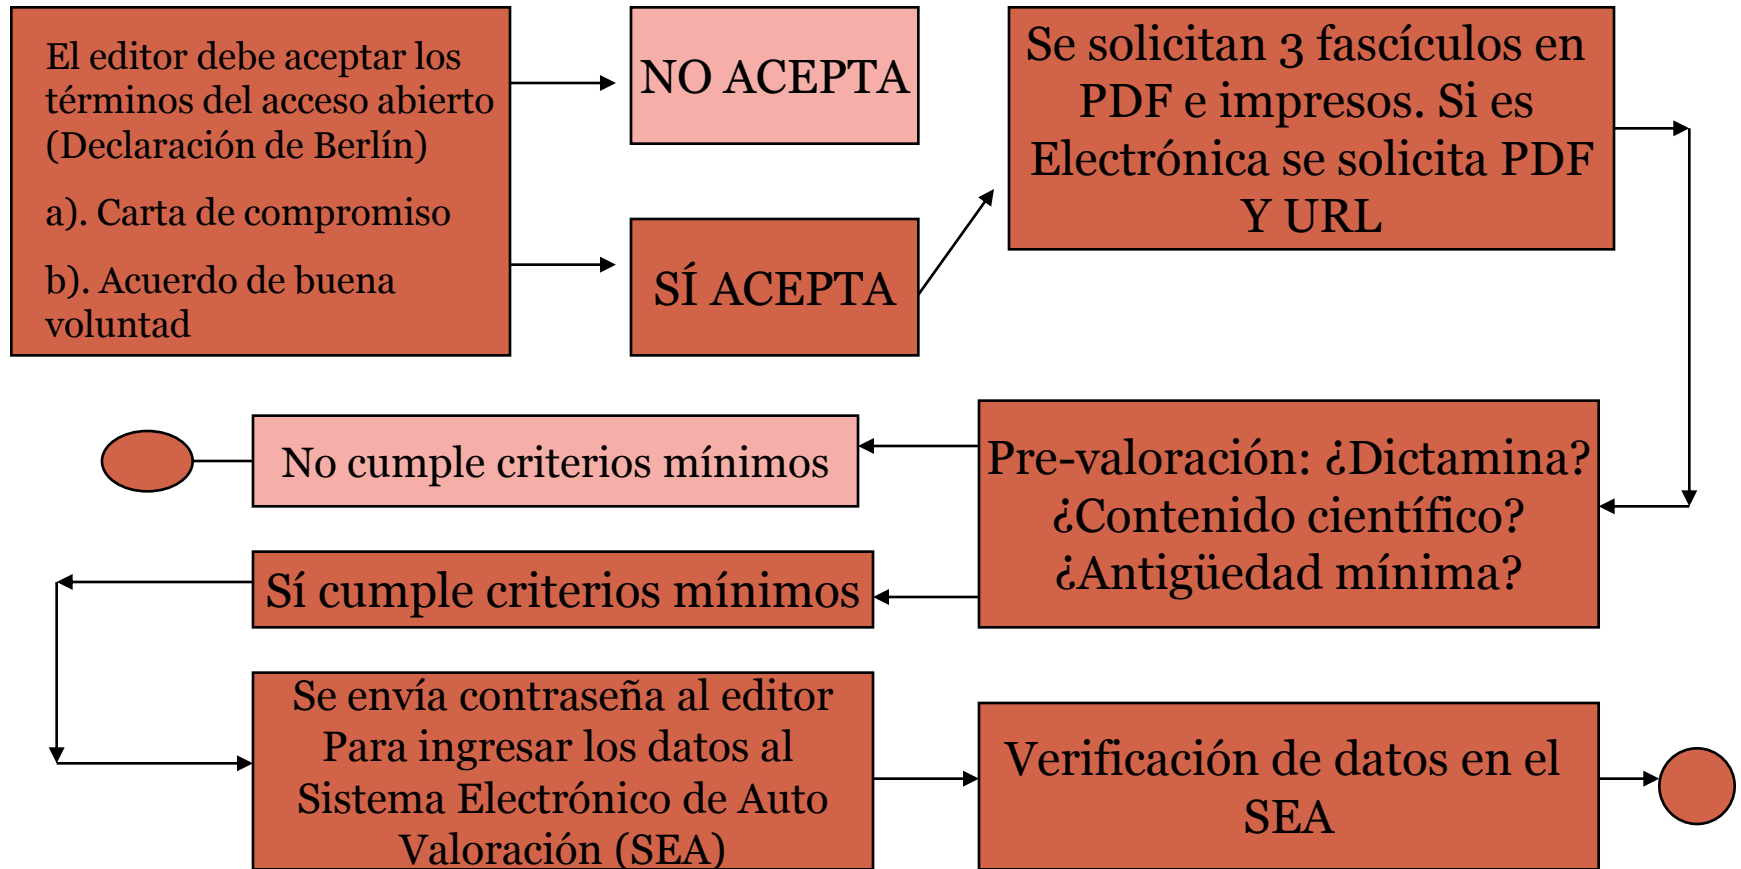 El editor debe aceptar los
términos del acceso abierto
(Declaración de Berlín)
a). Carta de compromiso
b). Acuerdo de buena
voluntad
NO ACEPTA
SÍ ACEPTA
Se solicitan 3 fascículos en
PDF e impresos. Si es
Electrónica se solicita PDF
Y URL
Pre-valoración: ¿Dictamina?
¿Contenido científico?
¿Antigüedad mínima?
No cumple criterios mínimos
Sí cumple criterios mínimos
Se envía contraseña al editor
Para ingresar los datos al
Sistema Electrónico de Auto
Valoración (SEA)
Verificación de datos en el
SEA